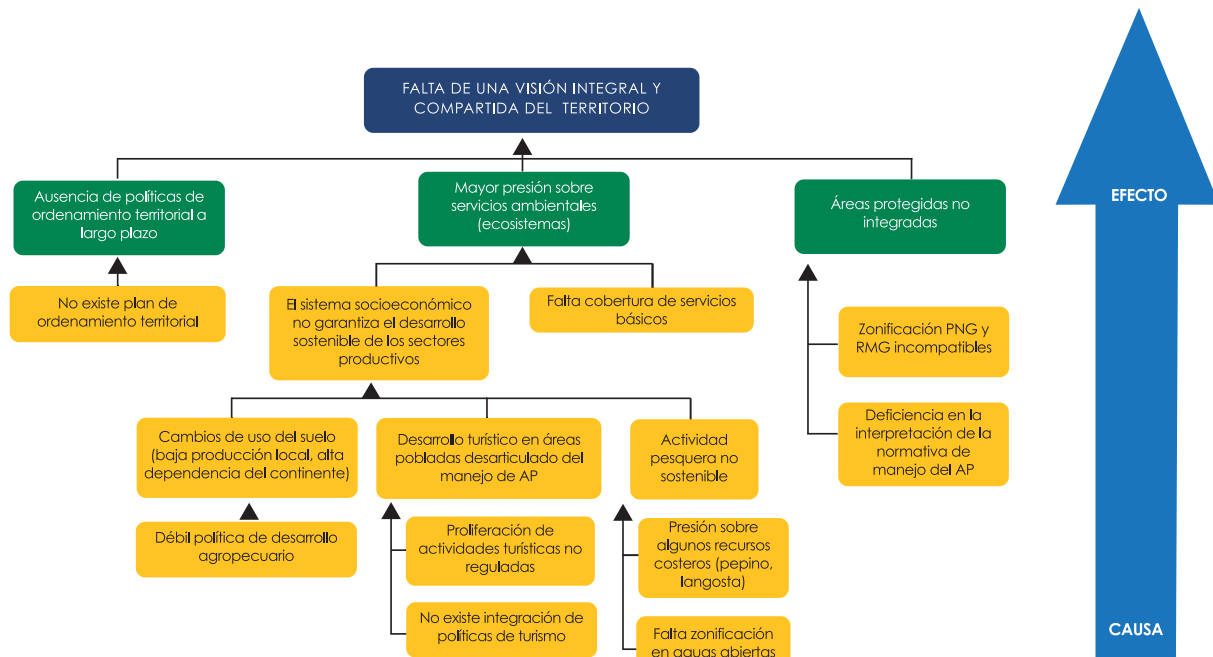 FALTA DE UNA VISIÓN INTEGRAL Y
COMPARTIDA DEL TERRITORIO
Ausencia de políticas de
ordenamiento territorial a
largo plazo
Mayor presión sobre
servicios ambientales
(ecosistemas)
Áreas protegidas no
integradas
EFECTO
No existe plan de
ordenamiento territorial
El sistema socioeconómico
no garantiza el desarrollo
sostenible de los sectores
productivos
Falta cobertura de servicios
básicos
Zonificación PNG y
RMG incompatibles
Cambios de uso del suelo
(baja producción local, alta
dependencia del continente)
Desarrollo turístico en áreas
pobladas desarticulado del
manejo de AP
Actividad
pesquera no
sostenible
Deficiencia en la
interpretación de la
normativa de
manejo del AP
Débil política de desarrollo
agropecuario
Proliferación de
actividades turísticas no
reguladas
Presión sobre
algunos recursos
costeros (pepino,
langosta)
No existe integración de
políticas de turismo
Falta zonificación
en aguas abiertas
CAUSA